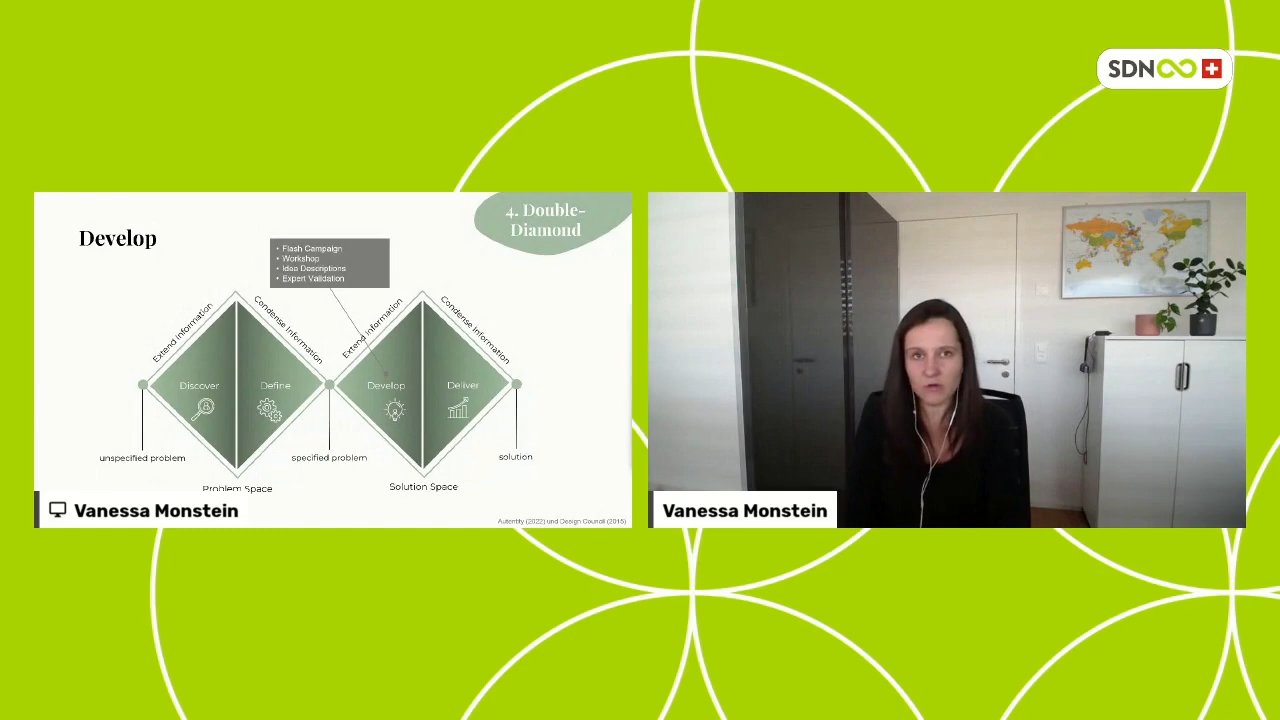 SDN
4. Double-
Diamond
Develop
• Flash Campaign
• Workshop
• Idea Descriptions
• Expert Validation
Extend Information
Condense Information
Extend Information
Condense Information
Discover
Define
Develop
Deliver
unspecified problem
specified problem
solution
Problem Space
Solution Space
Autentity (2022) und Design Council (2015)
Vanessa Monstein
Vanessa Monstein